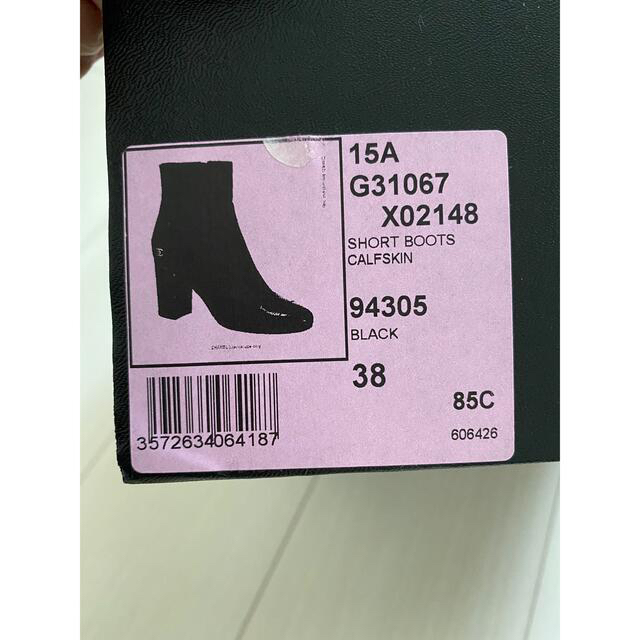 15A
G31067
X02148
SHORT BOOTS
CALFSKIN
94305
BLACK
38
85C
606426
3572634064187